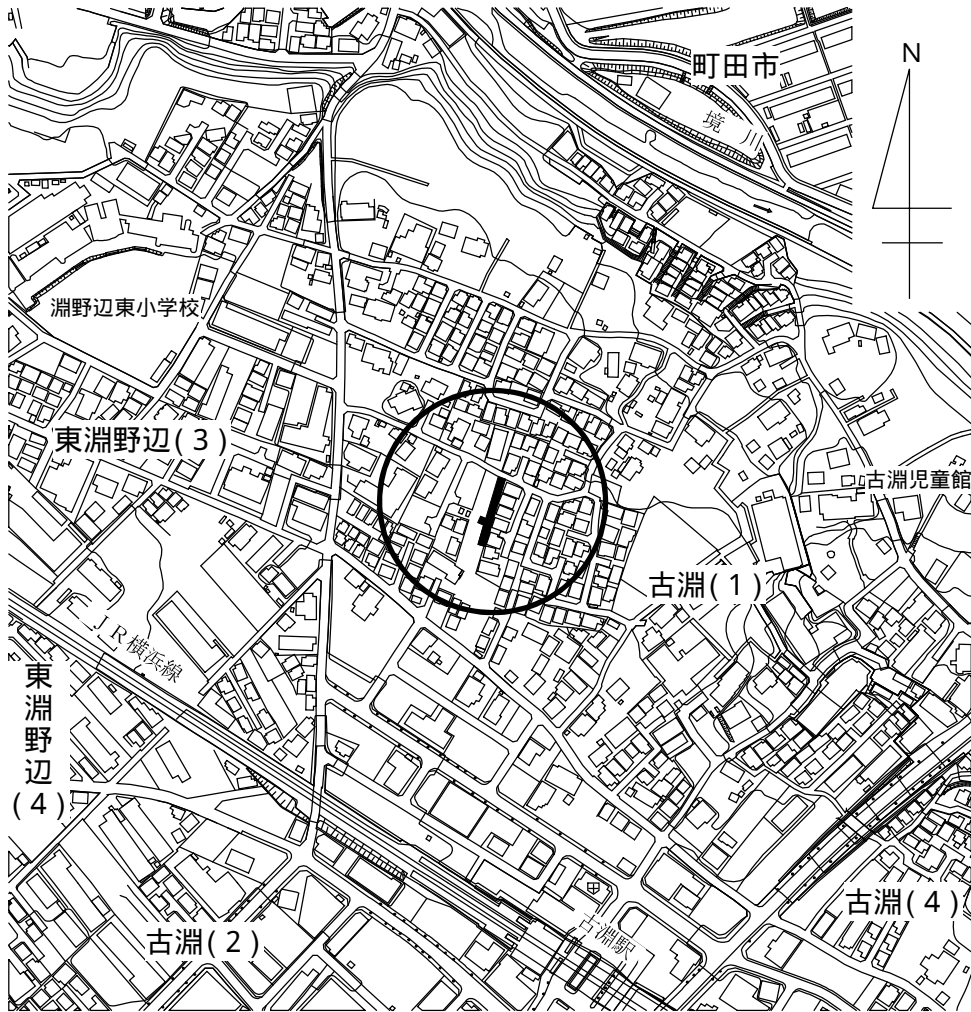 町田市
N
境川
淵野辺東小学校
東淵野辺(3)
古淵児童館
古淵(1)
JR横浜線
東淵野辺(4)
古淵(4)
古淵(2)
古淵駅